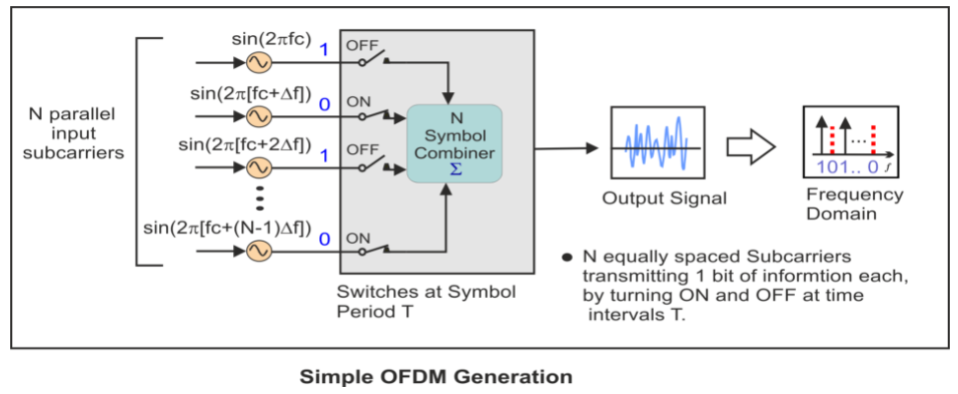 N parallel
input
subcarriers
sin(2πfc)
1
OFF
sin(2π[fc+Δf])
0
ON
sin(2π[fc+2Δf])
1
OFF
sin(2π[fc+(N-1)Δf])
0
ON
N
Symbol
Combiner
Σ
Switches at Symbol
Period T
Output Signal
...
101.. 0 f
Frequency
Domain
● N equally spaced Subcarriers
transmitting 1 bit of informtion each,
by turning ON and OFF at time
intervals T.
Simple OFDM Generation